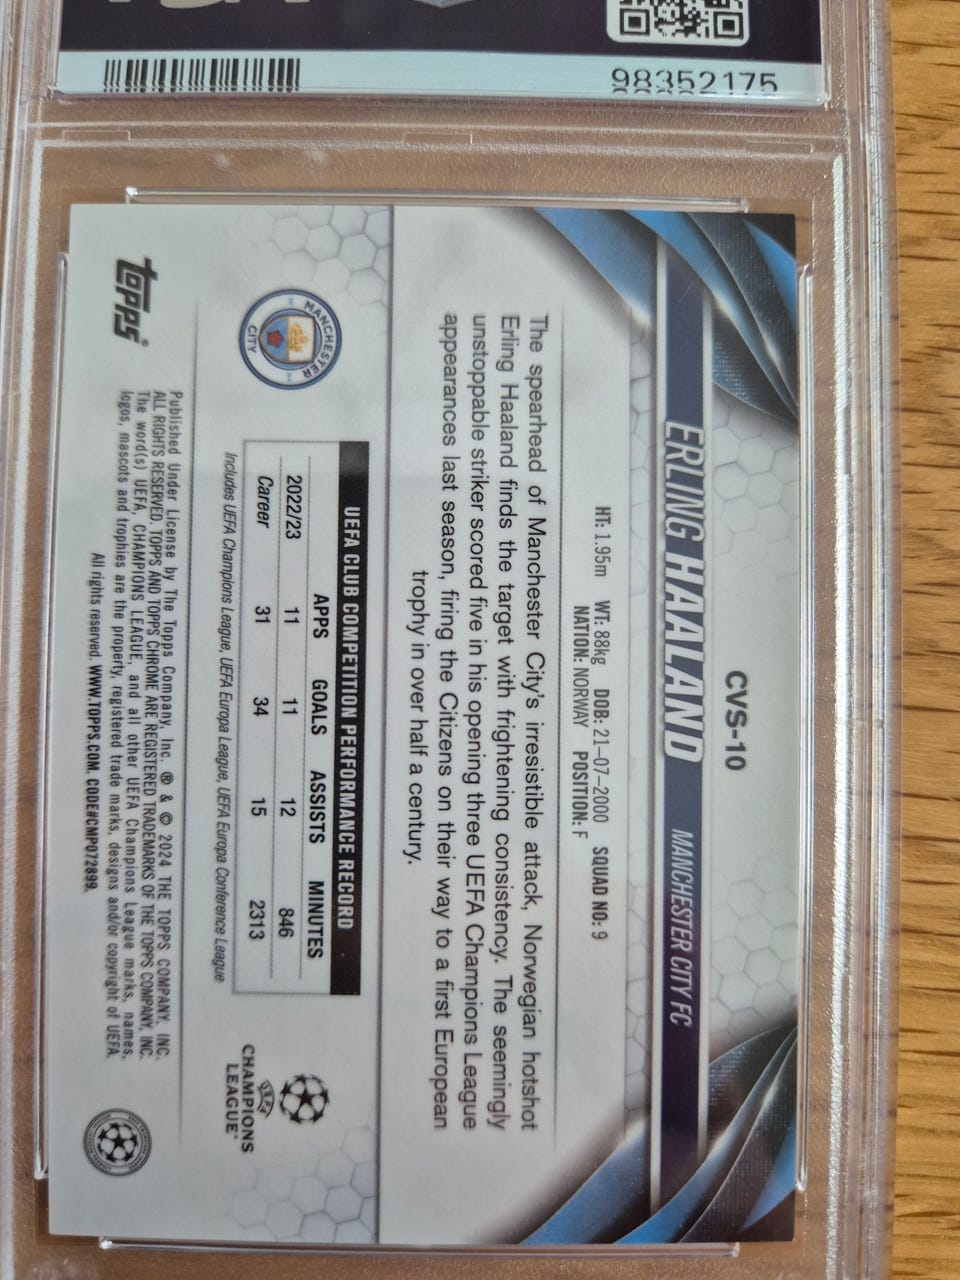 98352175
CVS-10
ERLING HAALAND MANCHESTER CITY FC
HT: 1.95m WT: 88kg DOB: 21-07-2000 SQUAD NO: 9
NATION: NORWAY POSITION: F
The spearhead of Manchester City's irresistible attack, Norwegian hotshot
Erling Haaland finds the target with frightening consistency. The seemingly
unstoppable striker scored five in his opening three UEFA Champions League
appearances last season, firing the Citizens on their way to a first European
trophy in over half a century.
MANCHESTER
CITY
UEFA CLUB COMPETITION PERFORMANCE RECORD
APPS GOALS ASSISTS MINUTES
2022/23 11 11 12 846
Career 31 34 15 2313
Includes UEFA Champions League, UEFA Europa League, UEFA Europa Conference League
UEFA
CHAMPIONS
LEAGUE
topps®
Published Under License by The Topps Company, Inc. ® & © 2024 THE TOPPS COMPANY, INC.
ALL RIGHTS RESERVED. TOPPS AND TOPPS CHROME ARE REGISTERED TRADEMARKS OF THE TOPPS COMPANY, INC.
The word(s) UEFA, CHAMPIONS LEAGUE, and all other UEFA Champions League marks, names,
logos, mascots and trophies are the property, registered trade marks, designs and/or copyright of UEFA.
All rights reserved. WWW.TOPPS.COM. CODE#CMP072899.